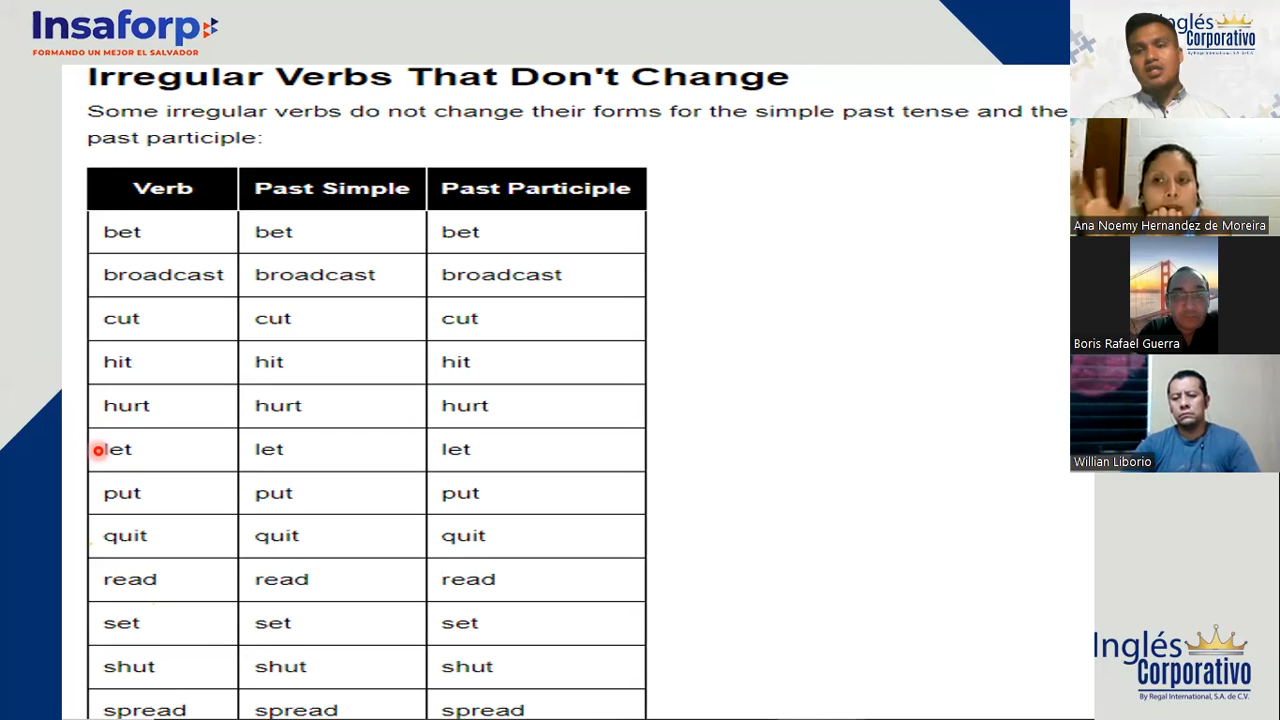 Insaforp
FORMANDO UN MEJOR EL SALVADOR
Irregular Verbs That Don't Change
Some irregular verbs do not change their forms for the simple past tense and the
past participle:
Verb Past Simple Past Participle
bet bet bet
broadcast broadcast broadcast
cut cut cut
hit hit hit
hurt hurt hurt
let let let
put put put
quit quit quit
read read read
set set set
shut shut shut
spread spread spread
Inglés
Corporativo
By Regal International, S.A. de C.V.
Ana Noemy Hernandez de Moreira
Boris Rafael Guerra
Willian Liborio
Inglés
Corporativo
By Regal International, S.A. de C.V.